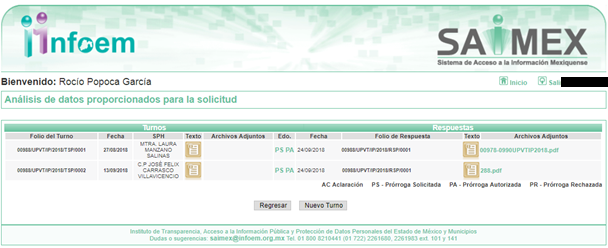 infoem
SAIMEX
Sistema de Acceso a la Información Mexiquense
Bienvenido: Rocío Popoca García
Inicio
Análisis de datos proporcionados para la solicitud
Turnos Respuestas
Folio del Turno Fecha SPH Texto Archivos Adjuntos Edo. Fecha Folio de Respuesta Texto Archivos Adjuntos
00988/UPVT/IP/2018/TSP/0001 27/08/2018 MTRA. LAURA MANZANO SALINAS PS PA 24/09/2018 00988/UPVT/IP/2018/RSP/0001 00978-0990UPVTIP2018.pdf
00988/UPVT/IP/2018/TSP/0002 13/09/2018 C.P JOSÉ FELIX CARRASCO VILLAVICENCIO PS PA 24/09/2018 00988/UPVT/IP/2018/RSP/0002 288.pdf
AC Aclaración PS - Prórroga Solicitada PA - Prórroga Autorizada PR - Prórroga Rechazada
Regresar Nuevo Turno
Instituto de Transparencia, Acceso a la Información Pública y Protección de Datos Personales del Estado de México y Municipios
Dudas o sugerencias: saimex@infoem.org.mx Tel. 01 800 8210441 (01 722) 2261980, 2261983 ext. 101 y 141